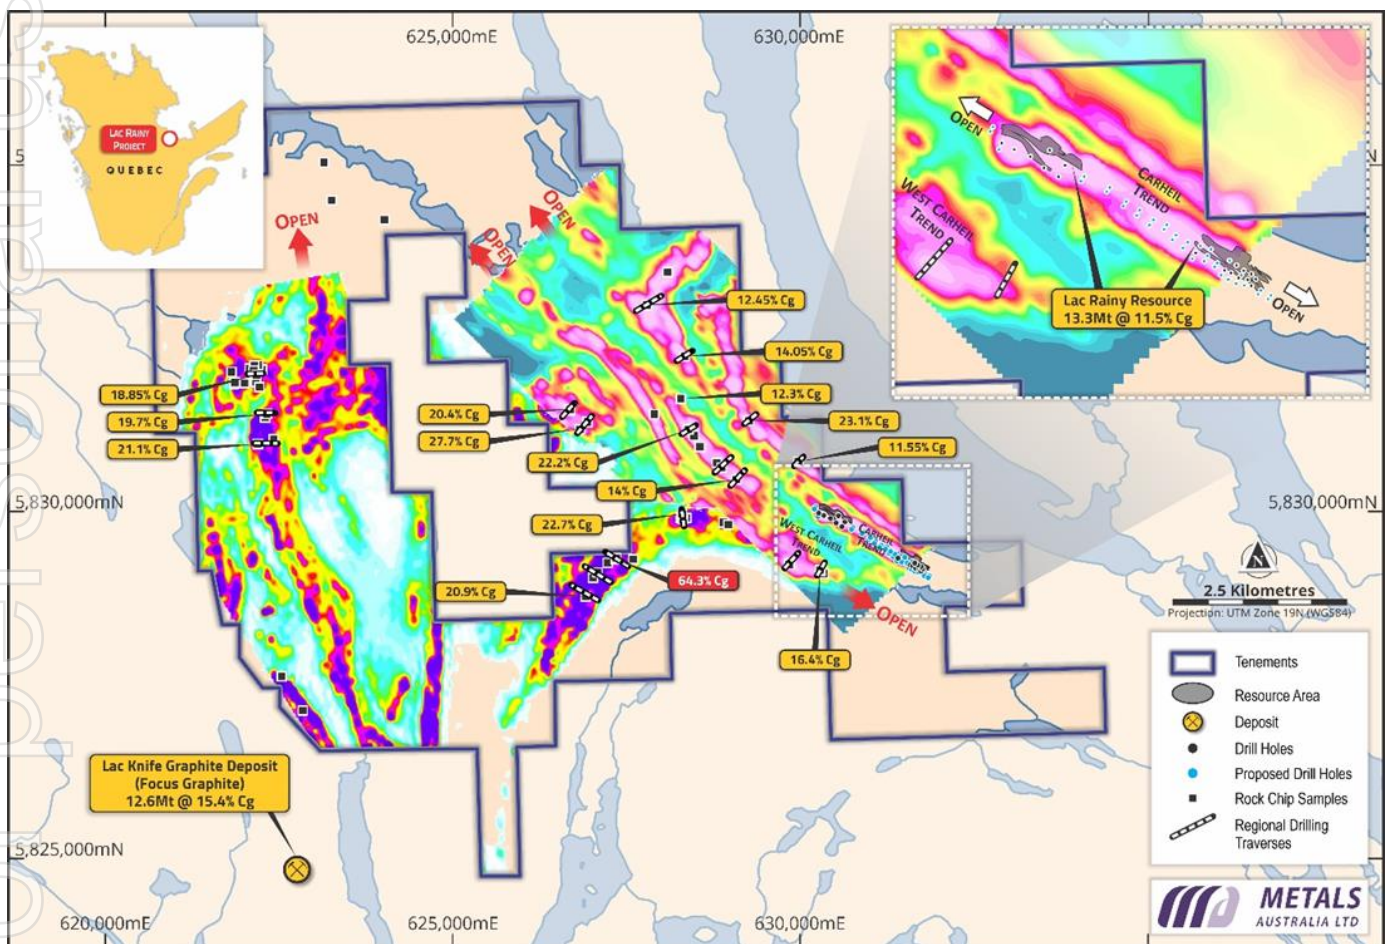 625,000mE
630,000mE
LAC RAINY
PROJECT
QUEBEC
OPEN
OPEN
OPEN
OPEN
CARHEIL
TREND
WEST CARHEIL
TREND
Lac Rainy Resource
13.3Mt @ 11.5% Cg
OPEN
12.45% Cg
14.05% Cg
12.3% Cg
23.1% Cg
11.55% Cg
18.85% Cg
19.7% Cg
21.1% Cg
20.4% Cg
27.7% Cg
22.2% Cg
14% Cg
22.7% Cg
5,830,000mN
5,830,000mN
WEST CARHEIL
TREND
CARHEIL
TREND
20.9% Cg
64.3% Cg
OPEN
16.4% Cg
N
2.5 Kilometres
Projection: UTM Zone 19N (WGS84)
Tenements
Resource Area
Deposit
Drill Holes
Proposed Drill Holes
Rock Chip Samples
Regional Drilling
Traverses
Lac Knife Graphite Deposit
(Focus Graphite)
12.6Mt @ 15.4% Cg
5,825,000mN
620,000mE
625,000mE
630,000mE
METALS
AUSTRALIA LTD